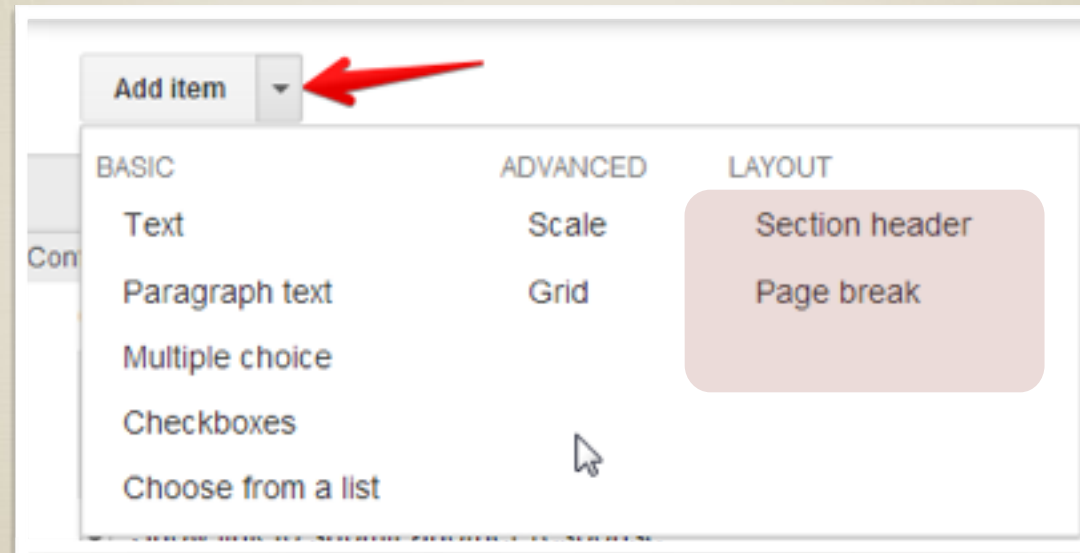 Add item
BASIC ADVANCED LAYOUT
Text Scale Section header
Con
Paragraph text Grid Page break
Multiple choice
Checkboxes
Choose from a list